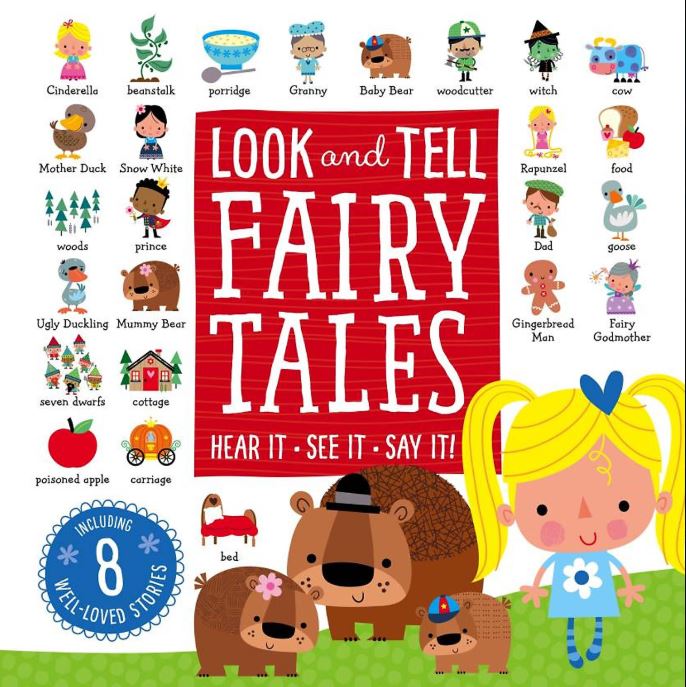 Cinderella
beanstalk
porridge
Granny
Baby Bear
woodcutter
witch
cow
Mother Duck
Snow White
LOOK and TELL
FAIRY
TALES
HEAR IT • SEE IT • SAY IT!
Rapunzel
food
woods
prince
Dad
goose
Ugly Duckling
Mummy Bear
Gingerbread
Man
Fairy
Godmother
seven dwarfs
cottage
poisoned apple
carriage
bed
INCLUDING
8
WELL-LOVED STORIES